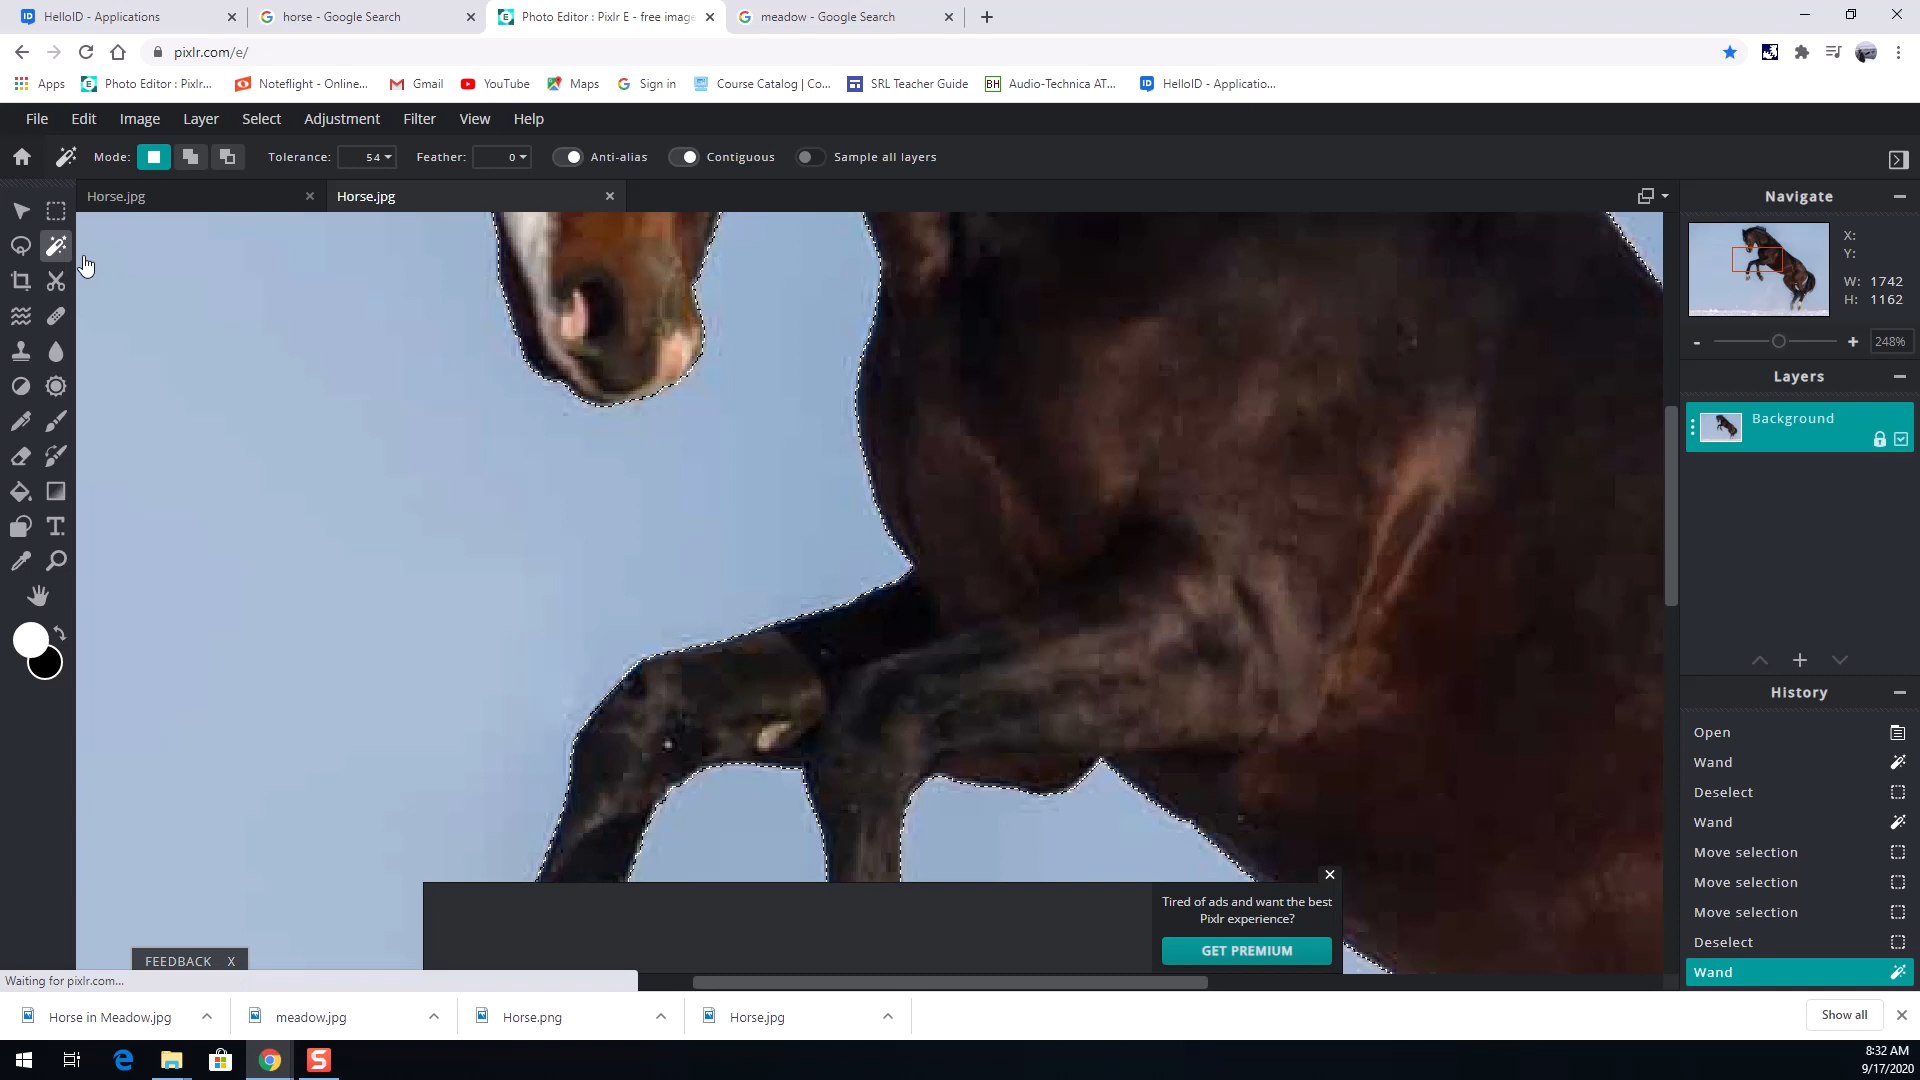 HelloID - Applications
horse - Google Search
Photo Editor : Pixlr E - free image
meadow - Google Search
pixlr.com/e/
Apps
Photo Editor : Pixlr...
Noteflight - Online...
Gmail
YouTube
Maps
Sign in
Course Catalog | Co...
SRL Teacher Guide
BH
Audio-Technica AT...
HelloID - Applicatio...
File
Edit
Image
Layer
Select
Adjustment
Filter
View
Help
Mode:
Tolerance:
54
Feather:
0
Anti-alias
Contiguous
Sample all layers
Horse.jpg
Horse.jpg
Navigate
X:
Y:
W: 1742
H: 1162
248%
Layers
Background
History
Open
Wand
Deselect
Wand
Move selection
Move selection
Move selection
Deselect
Wand
Tired of ads and want the best
Pixlr experience?
GET PREMIUM
FEEDBACK X
Waiting for pixlr.com...
Horse in Meadow.jpg
meadow.jpg
Horse.png
Horse.jpg
Show all
8:32 AM
9/17/2020